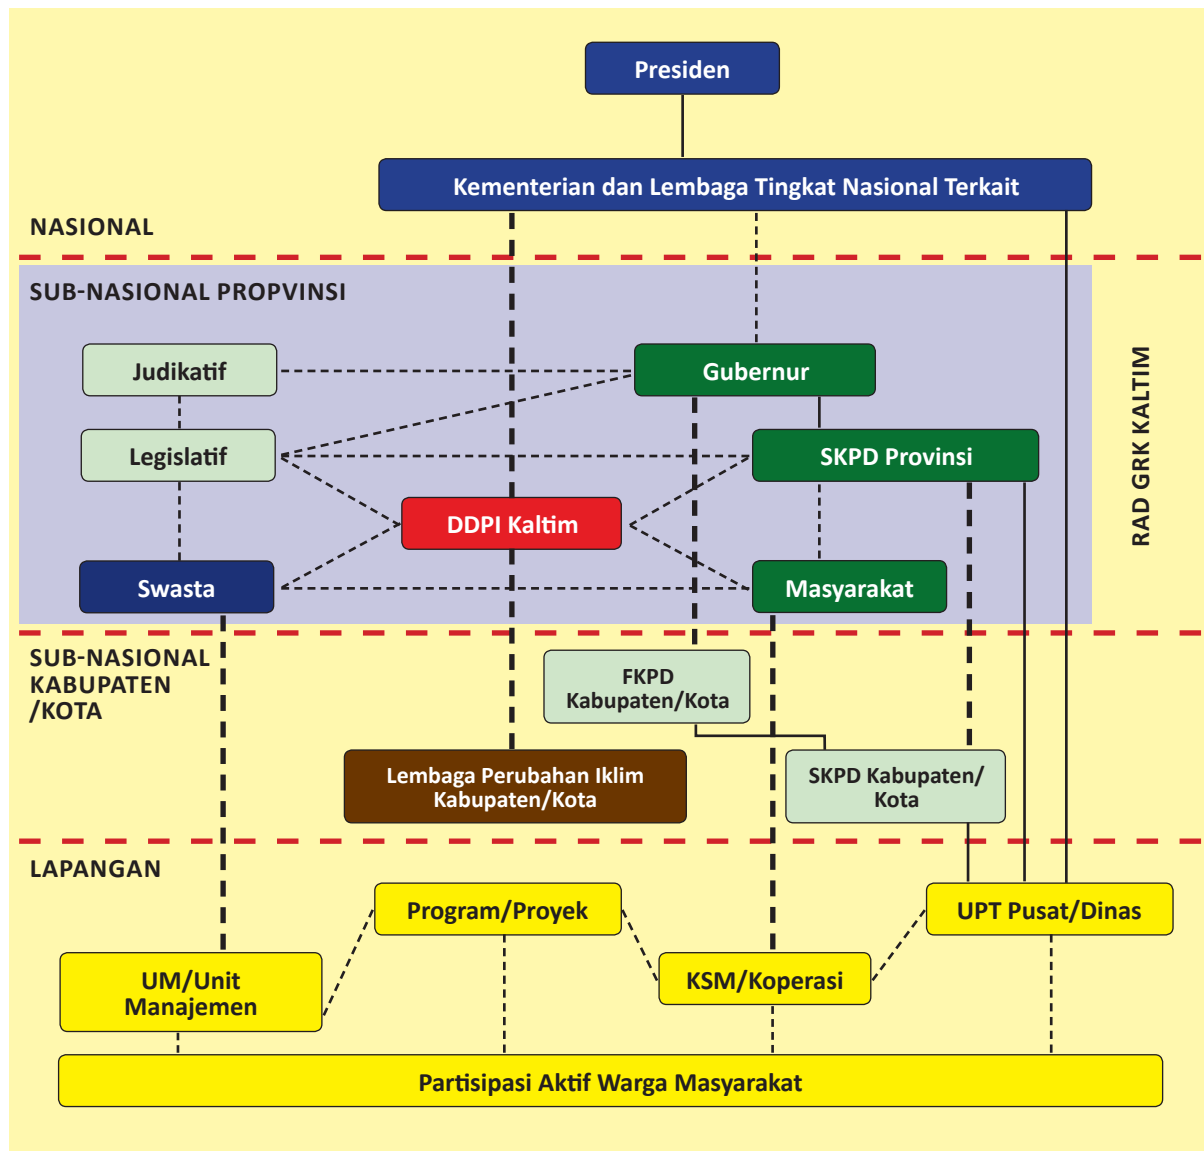 Presiden
Kementerian dan Lembaga Tingkat Nasional Terkait
NASIONAL
SUB-NASIONAL PROPVINSI
Judikatif
Gubernur
Legislatif
SKPD Provinsi
DDPI Kaltim
Swasta
Masyarakat
RAD GRK KALTIM
SUB-NASIONAL
KABUPATEN
/KOTA
FKPD
Kabupaten/Kota
Lembaga Perubahan Iklim
Kabupaten/Kota
SKPD Kabupaten/
Kota
LAPANGAN
Program/Proyek
UPT Pusat/Dinas
UM/Unit
Manajemen
KSM/Koperasi
Partisipasi Aktif Warga Masyarakat